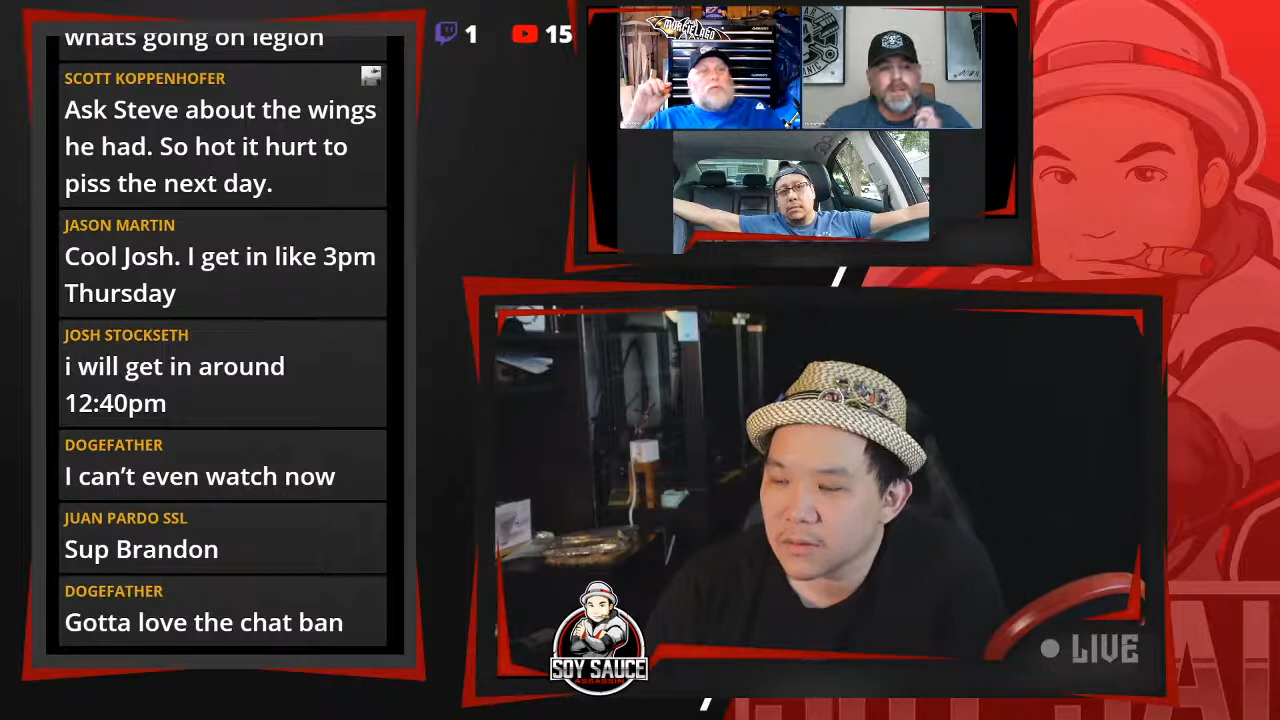 whats going on legion
SCOTT KOPPENHOFER
Ask Steve about the wings
he had. So hot it hurt to
piss the next day.
JASON MARTIN
Cool Josh. I get in like 3pm
Thursday
JOSH STOCKSETH
i will get in around
12:40pm
DOGEFATHER
I can’t even watch now
JUAN PARDO SSL
Sup Brandon
DOGEFATHER
Gotta love the chat ban
1
15
SOY SAUCE
ASSASSIN
LIVE